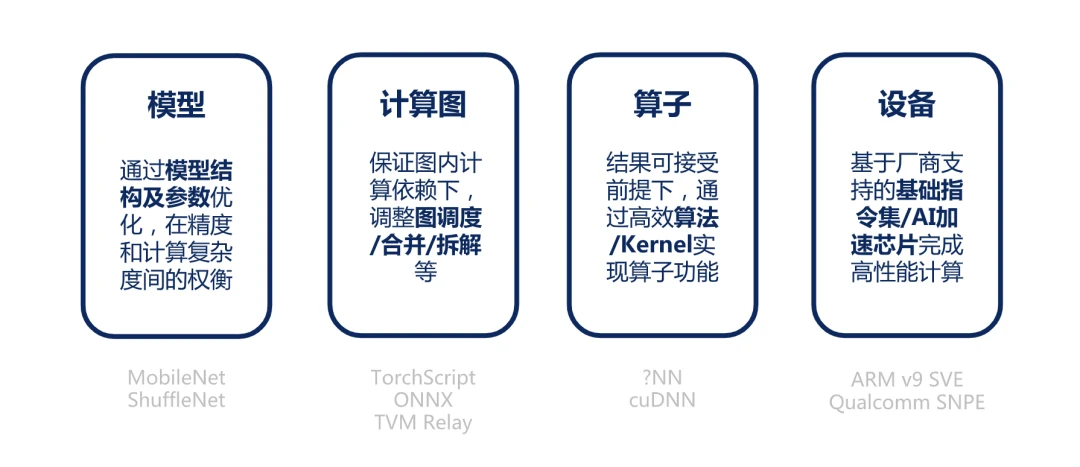 模型
通过模型结
构及参数优
化，在精度
和计算复杂
度间的权衡
MobileNet
ShuffleNet
计算图
保证图内计
算依赖下，
调整图调度
/合并/拆解
等
TorchScript
ONNX
TVM Relay
算子
结果可接受
前提下，通
过高效算法
/Kernel实
现算子功能
?NN
cuDNN
设备
基于厂商支
持的基础指
令集/AI加
速芯片完成
高性能计算
ARM v9 SVE
Qualcomm SNPE